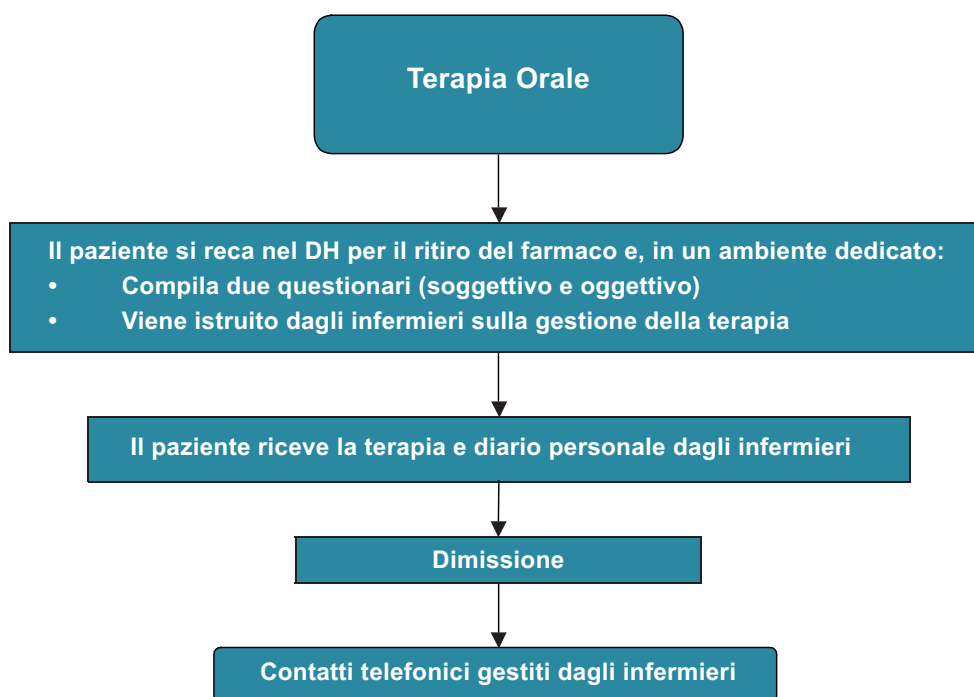 Terapia Orale
Il paziente si reca nel DH per il ritiro del farmaco e, in un ambiente dedicato:
• Compila due questionari (soggettivo e oggettivo)
• Viene istruito dagli infermieri sulla gestione della terapia
Il paziente riceve la terapia e diario personale dagli infermieri
Dimissione
Contatti telefonici gestiti dagli infermieri